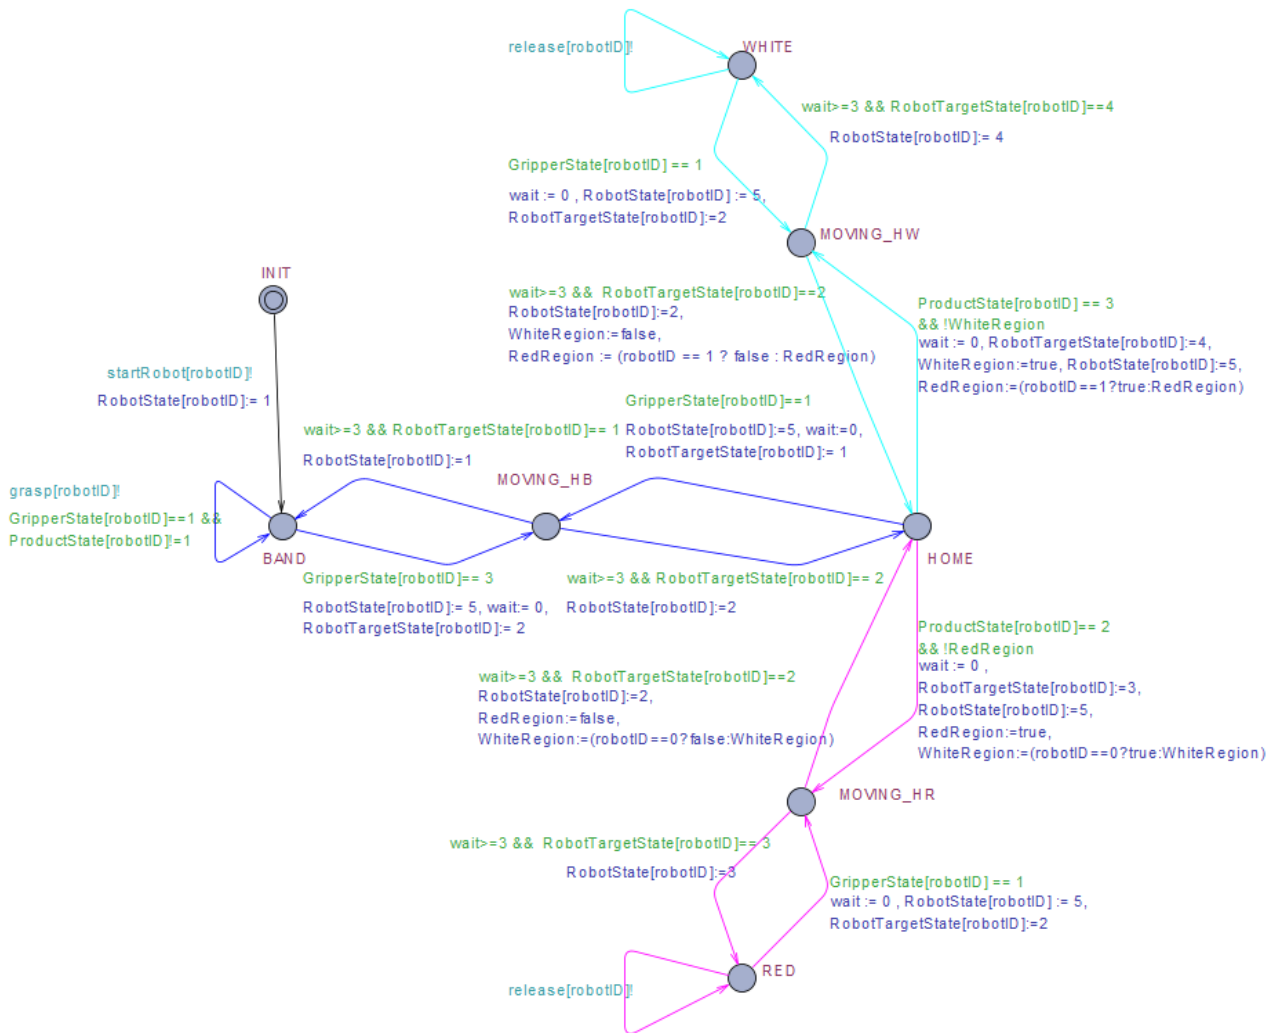 release[robotID]!
WHITE
wait>=3 && RobotTargetState[robotID]==4
RobotState[robotID]:= 4
GripperState[robotID] == 1
wait := 0 , RobotState[robotID] := 5,
RobotTargetState[robotID]:=2
MOVING_HW
INIT
wait>=3 && RobotTargetState[robotID]==2
RobotState[robotID]:=2,
WhiteRegion:=false,
RedRegion := (robotID == 1 ? false : RedRegion)
ProductState[robotID] == 3
&& !WhiteRegion
wait := 0, RobotTargetState[robotID]:=4,
WhiteRegion:=true, RobotState[robotID]:=5,
RedRegion:=(robotID==1?true:RedRegion)
startRobot[robotID]!
RobotState[robotID]:= 1
wait>=3 && RobotTargetState[robotID]== 1
RobotState[robotID]:=1
GripperState[robotID]==1
RobotState[robotID]:=5, wait:=0,
RobotTargetState[robotID]:= 1
MOVING_HB
grasp[robotID]!
GripperState[robotID]==1 &&
ProductState[robotID]!=1
BAND
HOME
GripperState[robotID]== 3
RobotState[robotID]:= 5, wait:= 0,
RobotTargetState[robotID]:= 2
wait>=3 && RobotTargetState[robotID]== 2
RobotState[robotID]:=2
ProductState[robotID]== 2
&& !RedRegion
wait := 0 ,
RobotTargetState[robotID]:=3,
RobotState[robotID]:=5,
RedRegion:=true,
WhiteRegion:=(robotID==0?true:WhiteRegion)
wait>=3 && RobotTargetState[robotID]==2
RobotState[robotID]:=2,
RedRegion:=false,
WhiteRegion:=(robotID==0?false:WhiteRegion)
MOVING_HR
wait>=3 && RobotTargetState[robotID]== 3
RobotState[robotID]:=3
GripperState[robotID] == 1
wait := 0 , RobotState[robotID] := 5,
RobotTargetState[robotID]:=2
RED
release[robotID]!